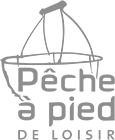 Pêche
à pied
DE LOISIR